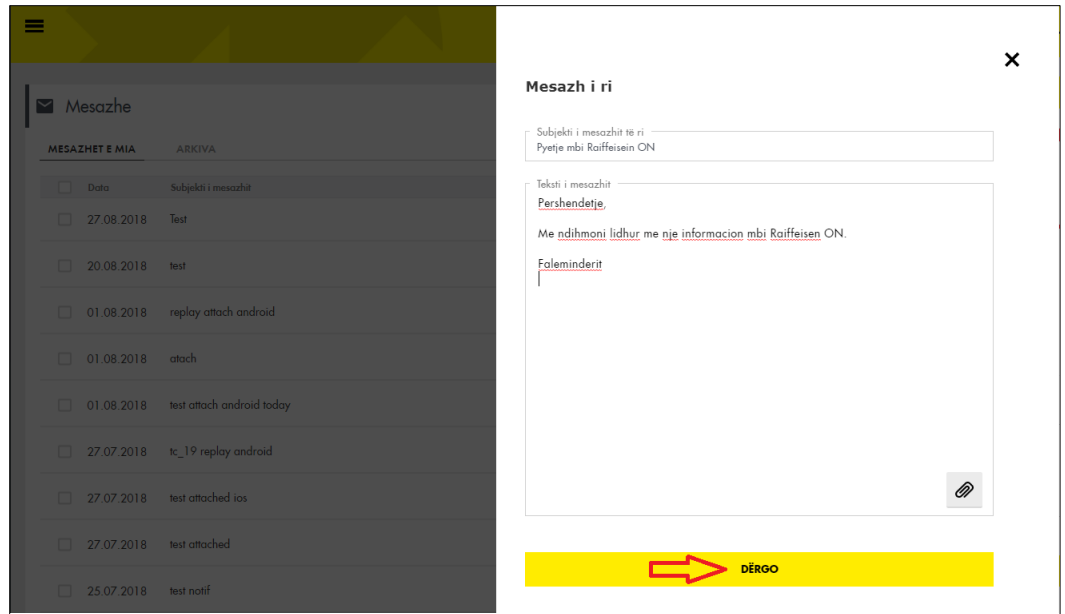 Mesazhe
MESAZHET E MIA ARKIVA
Data Subjekti i mesazhit
27.08.2018 Test
20.08.2018 test
01.08.2018 replay attach android
01.08.2018 atach
01.08.2018 test attach android today
27.07.2018 tc_19 replay android
27.07.2018 test attached ios
27.07.2018 test attached
25.07.2018 test notif
Mesazh i ri
Subjekti i mesazhit të ri
Pyetje mbi Raiffeisein ON
Teksti i mesazhit
Pershendetje,
Me ndihmoni lidhur me nje informacion mbi Raiffeisen ON.
Faleminderit
DËRGO